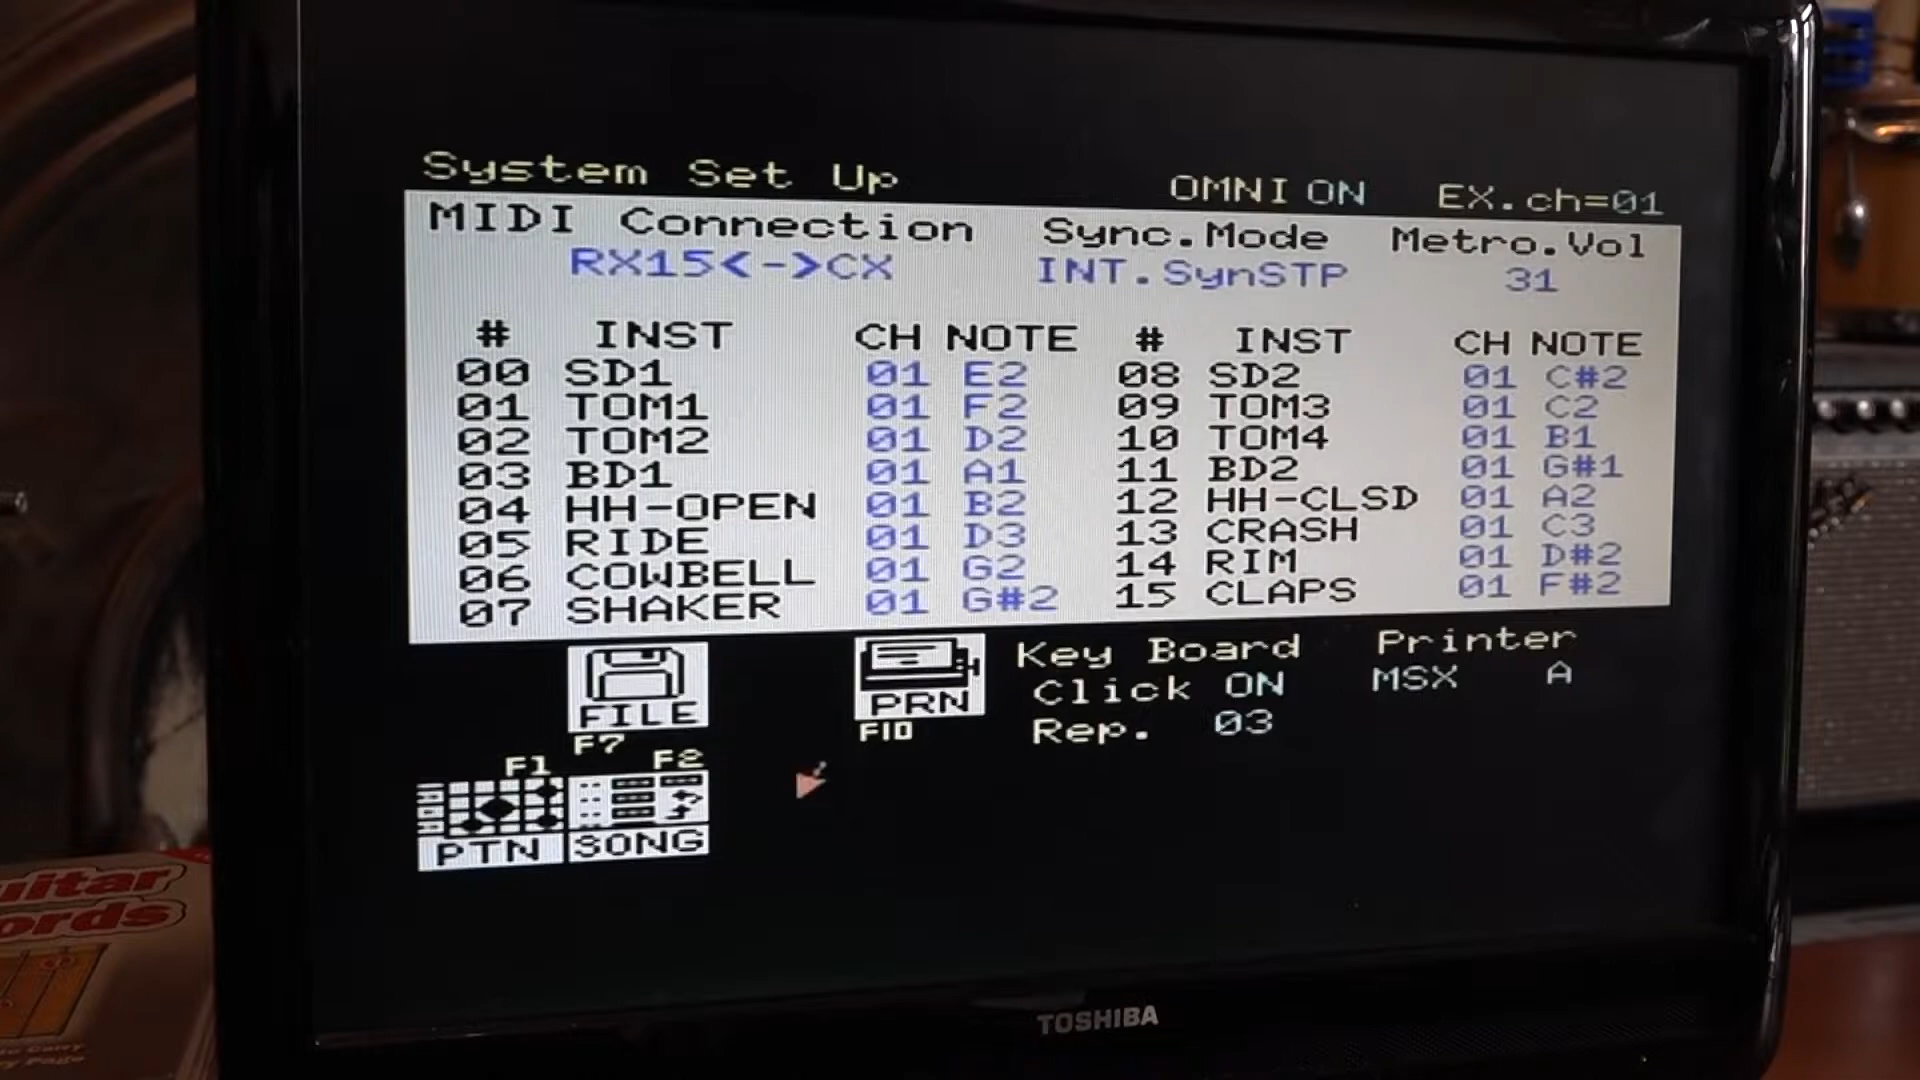 System Set Up OMNI ON EX.ch=01
MIDI Connection Sync.Mode Metro.Vol
RX15<->CX INT.SynSTP 31
# INST CH NOTE # INST CH NOTE
00 SD1 01 E2 08 SD2 01 C#2
01 TOM1 01 F2 09 TOM3 01 C2
02 TOM2 01 D2 10 TOM4 01 B1
03 BD1 01 A1 11 BD2 01 G#1
04 HH-OPEN 01 B2 12 HH-CLSD 01 A2
05 RIDE 01 D3 13 CRASH 01 C3
06 COWBELL 01 G2 14 RIM 01 D#2
07 SHAKER 01 G#2 15 CLAPS 01 F#2
FILE
F7
PRN
F10
Key Board Printer
Click ON MSX A
Rep. 03
F1 F2
PTN SONG
TOSHIBA